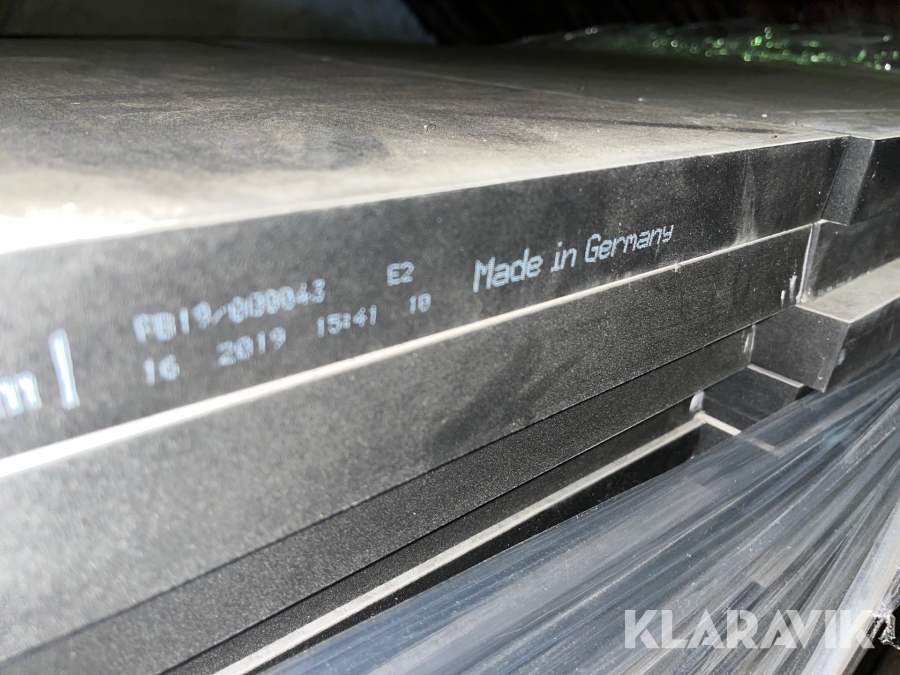 FB19/000043 E2 Made in Germany
16 2019 15:41 10
KLARAVIK